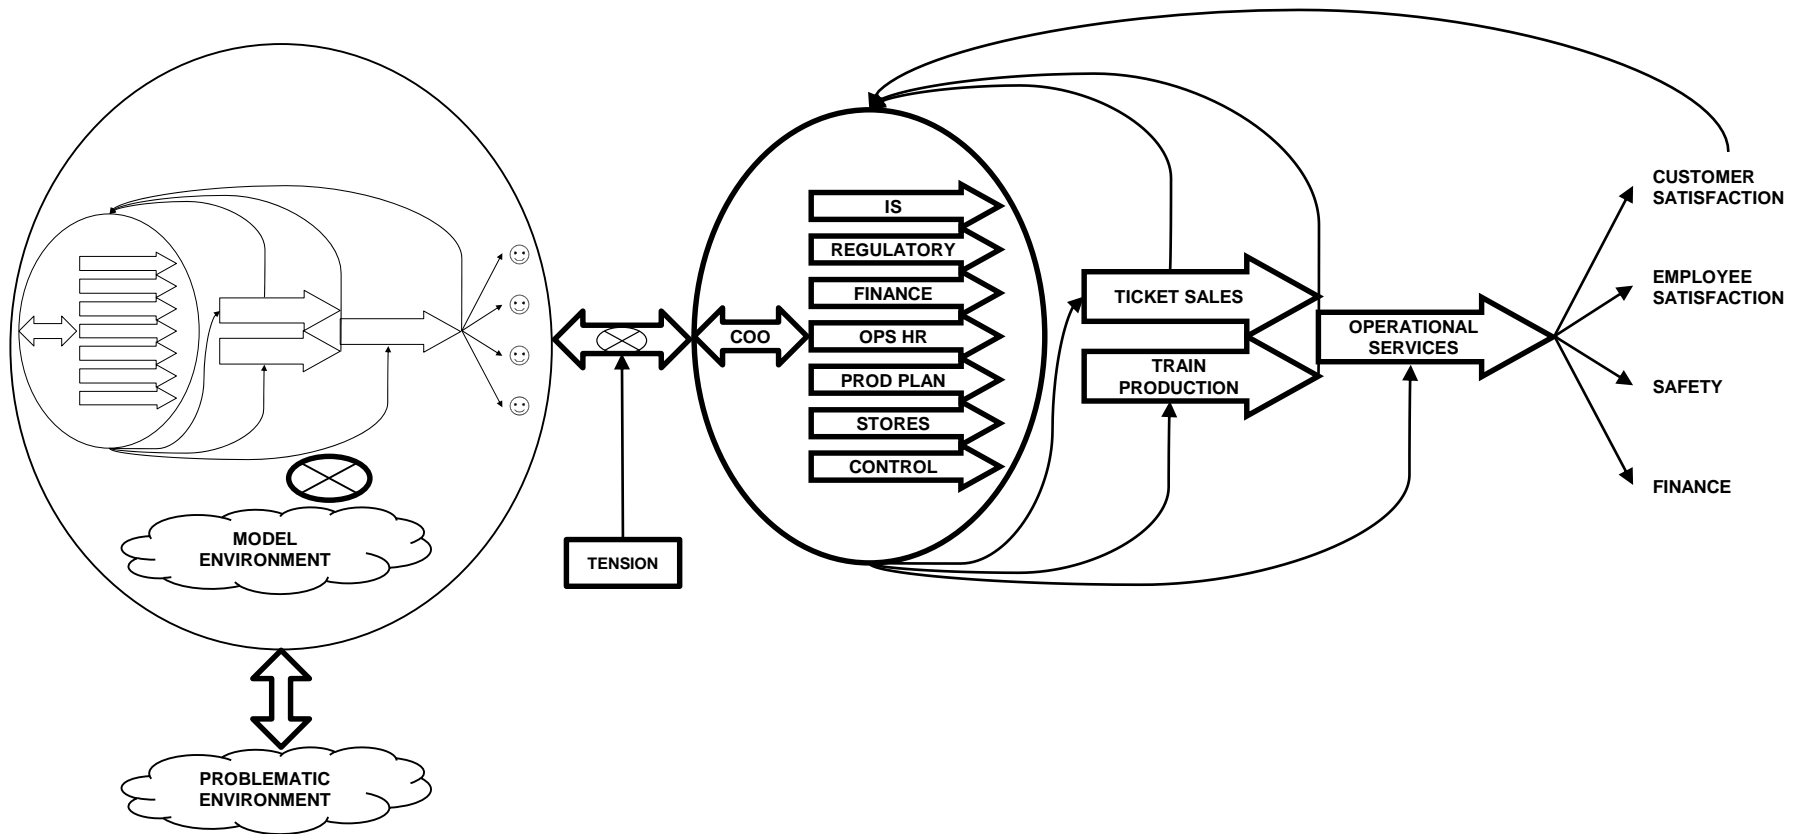 MODEL
ENVIRONMENT
PROBLEMATIC
ENVIRONMENT
TENSION
COO
IS
REGULATORY
FINANCE
OPS HR
PROD PLAN
STORES
CONTROL
TICKET SALES
TRAIN
PRODUCTION
OPERATIONAL
SERVICES
CUSTOMER
SATISFACTION
EMPLOYEE
SATISFACTION
SAFETY
FINANCE